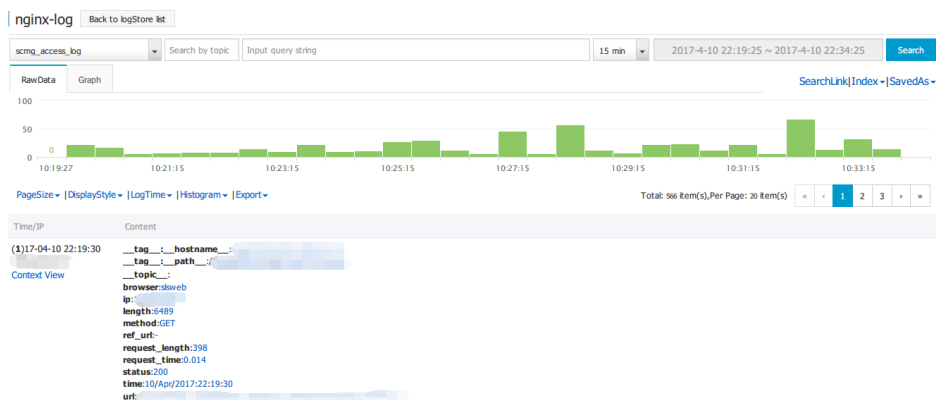 nginx-log Back to logStore list
scmg_access_log Search by topic Input query string 15 min 2017-4-10 22:19:25 ~ 2017-4-10 22:34:25 Search
RawData Graph SearchLink|Index|SavedAs
100
50
0
0
10:19:27 10:21:15 10:23:15 10:25:15 10:27:15 10:29:15 10:31:15 10:33:15
PageSize |DisplayStyle |LogTime |Histogram |Export Total: 566 item(s),Per Page: 20 item(s) « ‹ 1 2 3 › »
Time/IP Content
(1)17-04-10 22:19:30 __tag__:__hostname__:
__tag__:__path__:/
Context View __topic__:
browser:slsweb
ip:
length:6489
method:GET
ref_url:-
request_length:398
request_time:0.014
status:200
time:10/Apr/2017:22:19:30
url: